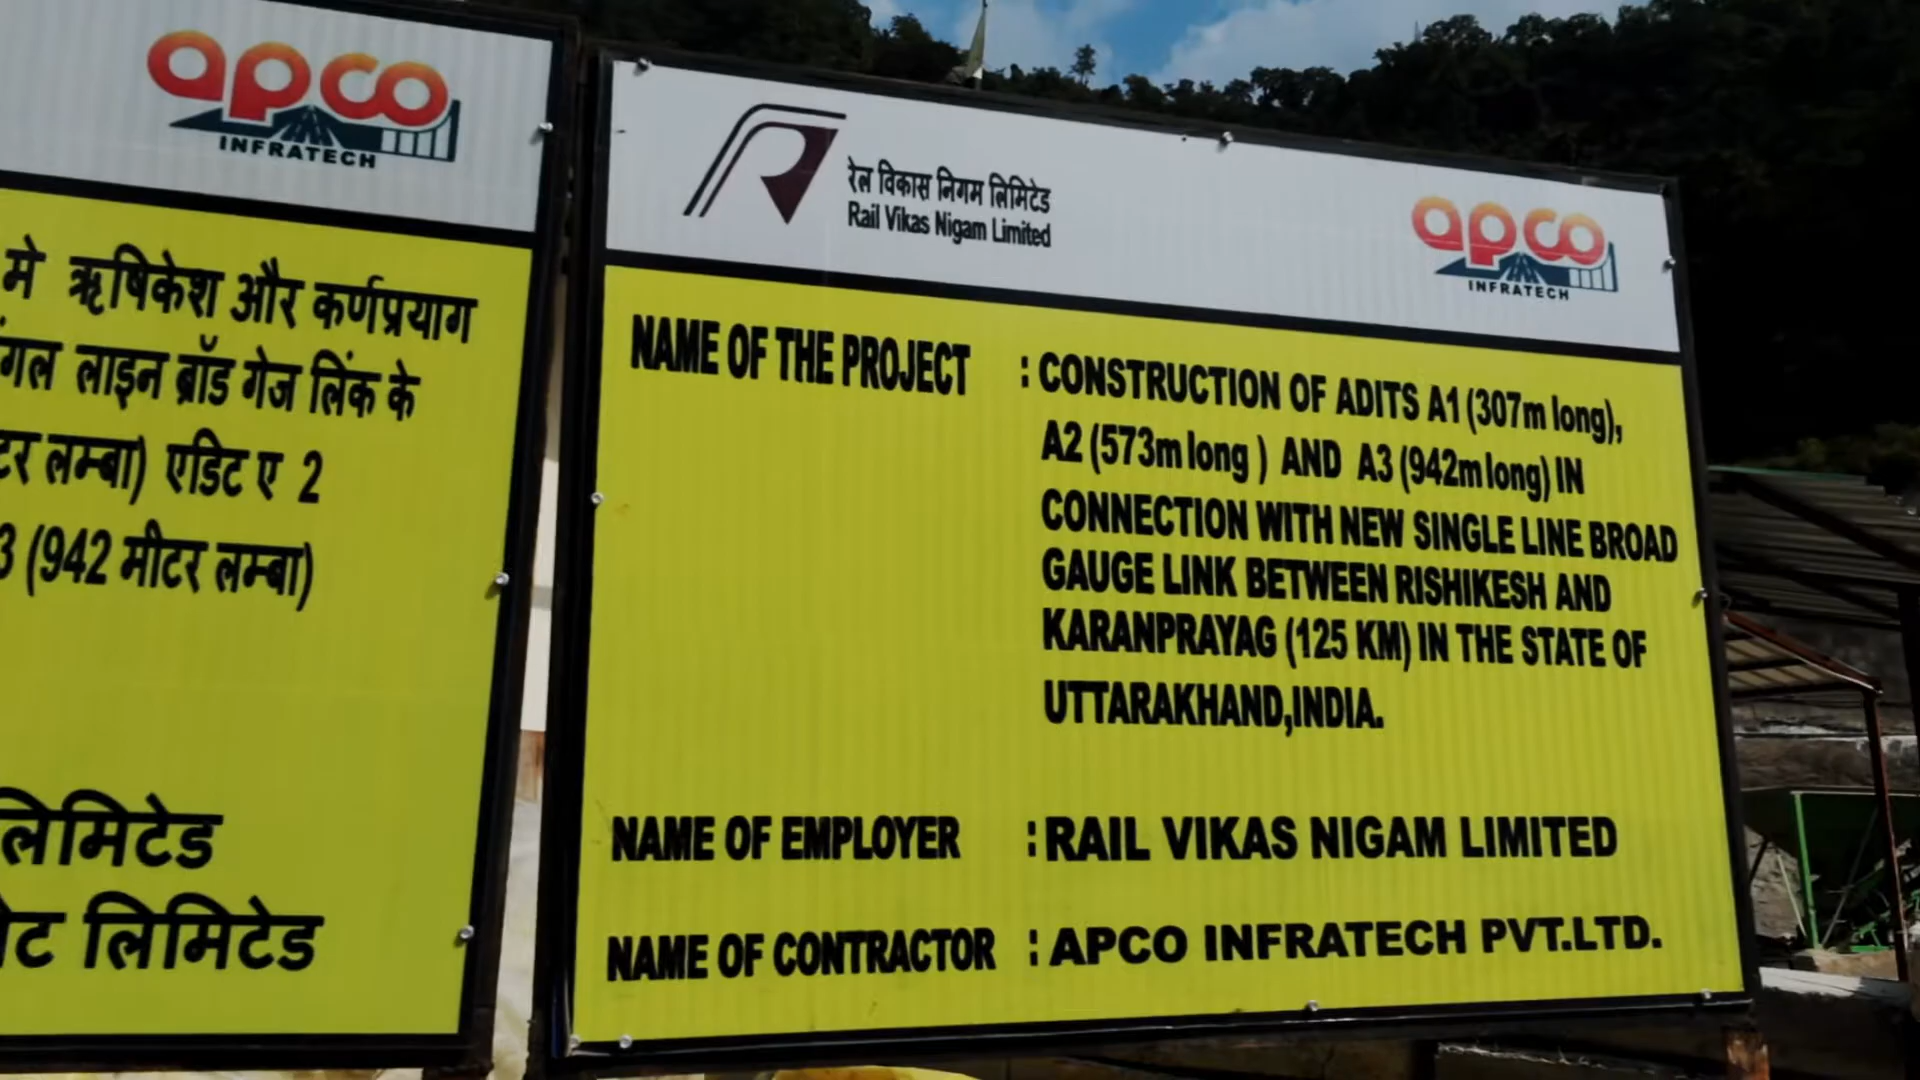 apco
INFRATECH
मे ऋषिकेश और कर्णप्रयाग
लाइन ब्रॉड गेज लिंक के
लम्बा) एडिट ए 2
3 (942 मीटर लम्बा)
लिमिटेड
लिमिटेड
रेल विकास निगम लिमिटेड
Rail Vikas Nigam Limited
apco
INFRATECH
NAME OF THE PROJECT : CONSTRUCTION OF ADITS A1 (307m long),
A2 (573m long ) AND A3 (942m long) IN
CONNECTION WITH NEW SINGLE LINE BROAD
GAUGE LINK BETWEEN RISHIKESH AND
KARANPRAYAG (125 KM) IN THE STATE OF
UTTARAKHAND,INDIA.
NAME OF EMPLOYER : RAIL VIKAS NIGAM LIMITED
NAME OF CONTRACTOR : APCO INFRATECH PVT.LTD.